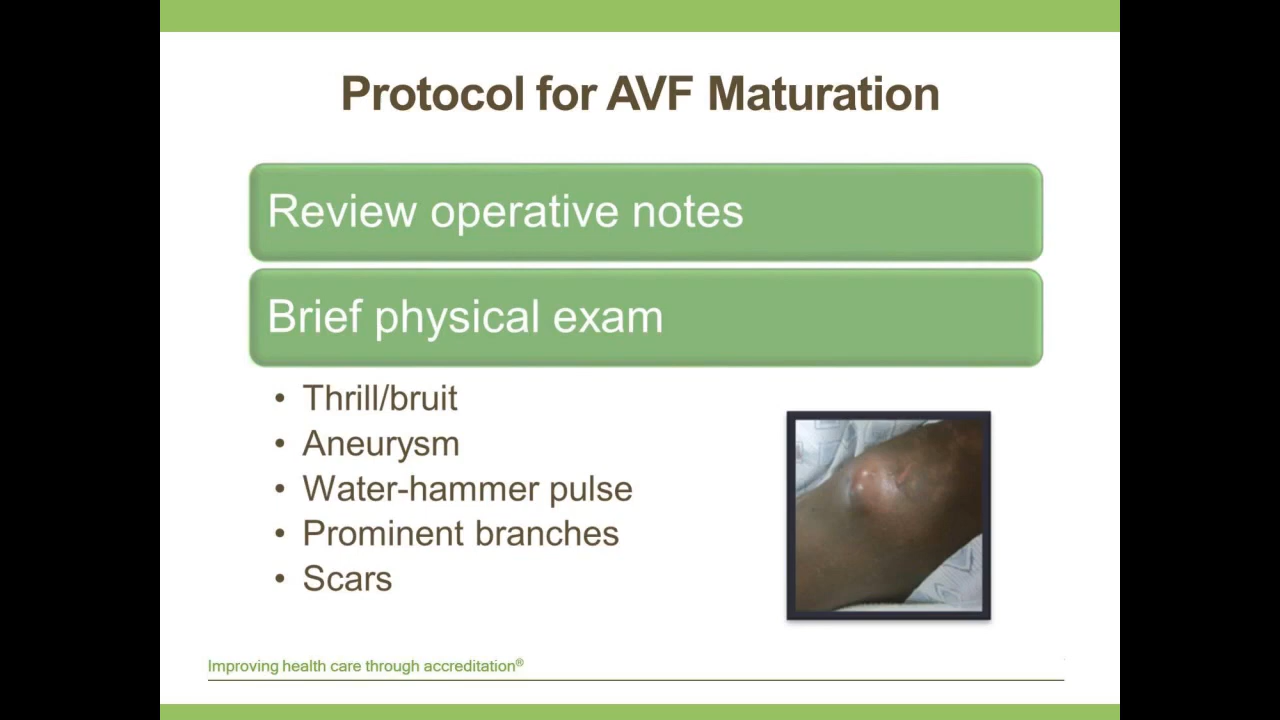 Protocol for AVF Maturation
Review operative notes
Brief physical exam
• Thrill/bruit
• Aneurysm
• Water-hammer pulse
• Prominent branches
• Scars
Improving health care through accreditation®